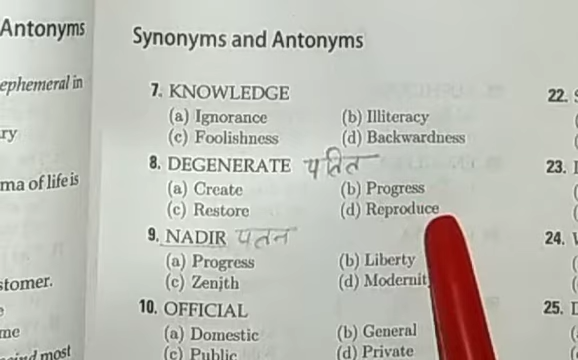 Antonyms
ephemeral in
ry
ma of life is
stomer.
me
most
Synonyms and Antonyms
7. KNOWLEDGE
(a) Ignorance (b) Illiteracy
(c) Foolishness (d) Backwardness
8. DEGENERATE पतित
(a) Create (b) Progress
(c) Restore (d) Reproduce
9. NADIR पतन
(a) Progress (b) Liberty
(c) Zenith (d) Modernit
10. OFFICIAL
(a) Domestic (b) General
(c) Public (d) Private
22.
23.
24.
25.